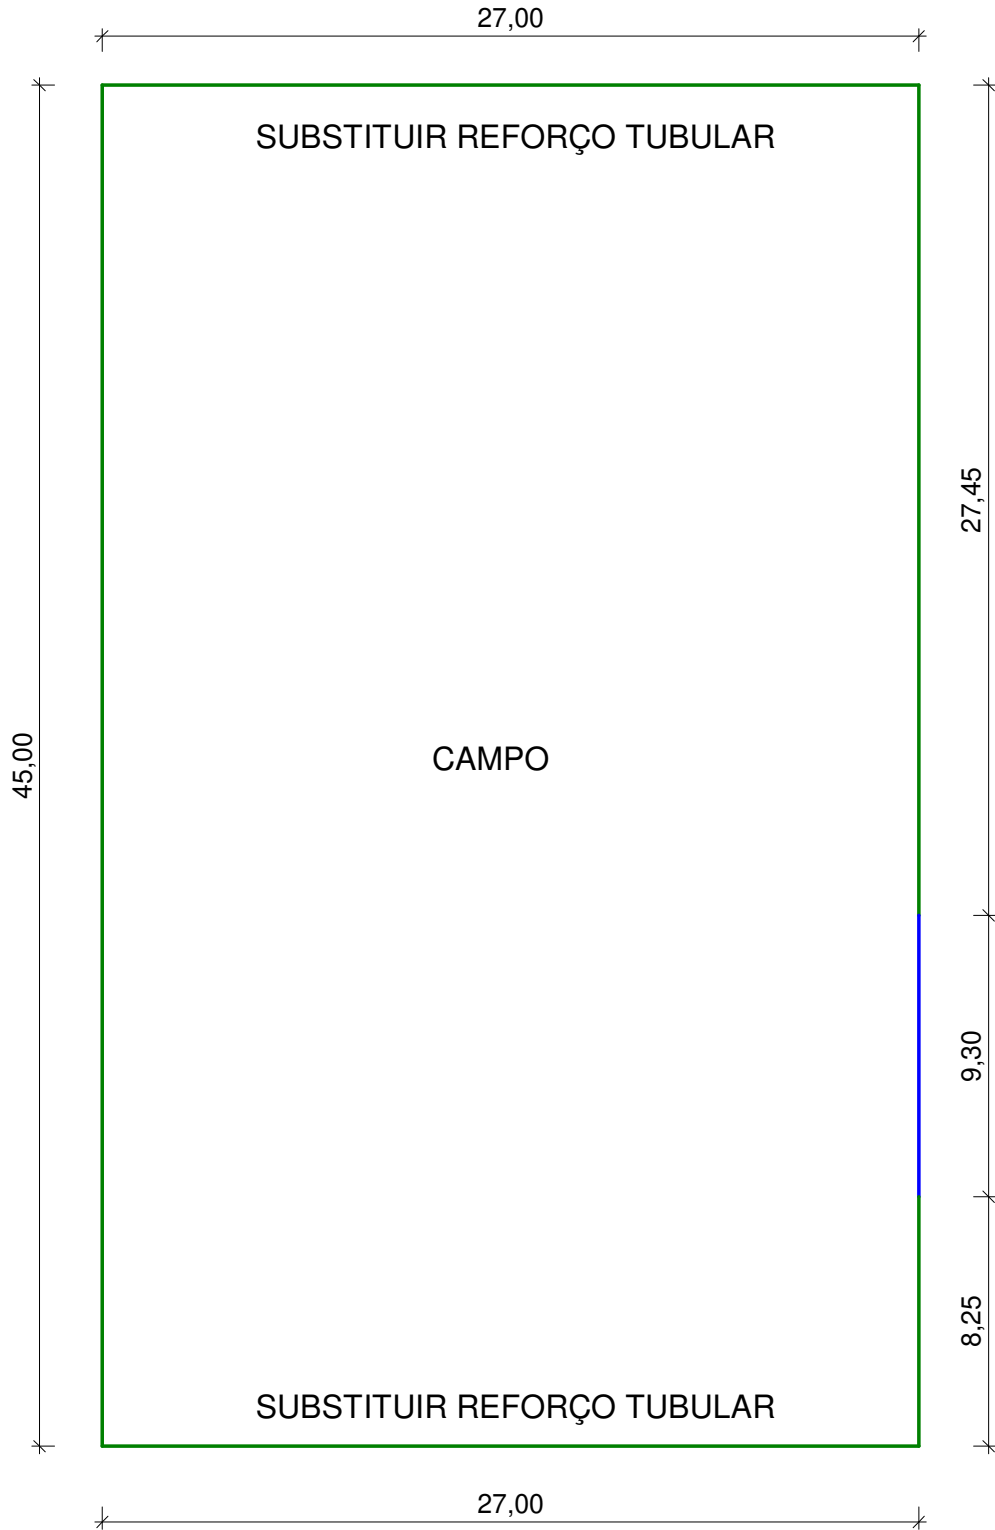 27,00
SUBSTITUIR REFORÇO TUBULAR
27,45
45,00
CAMPO
9,30
8,25
SUBSTITUIR REFORÇO TUBULAR
27,00